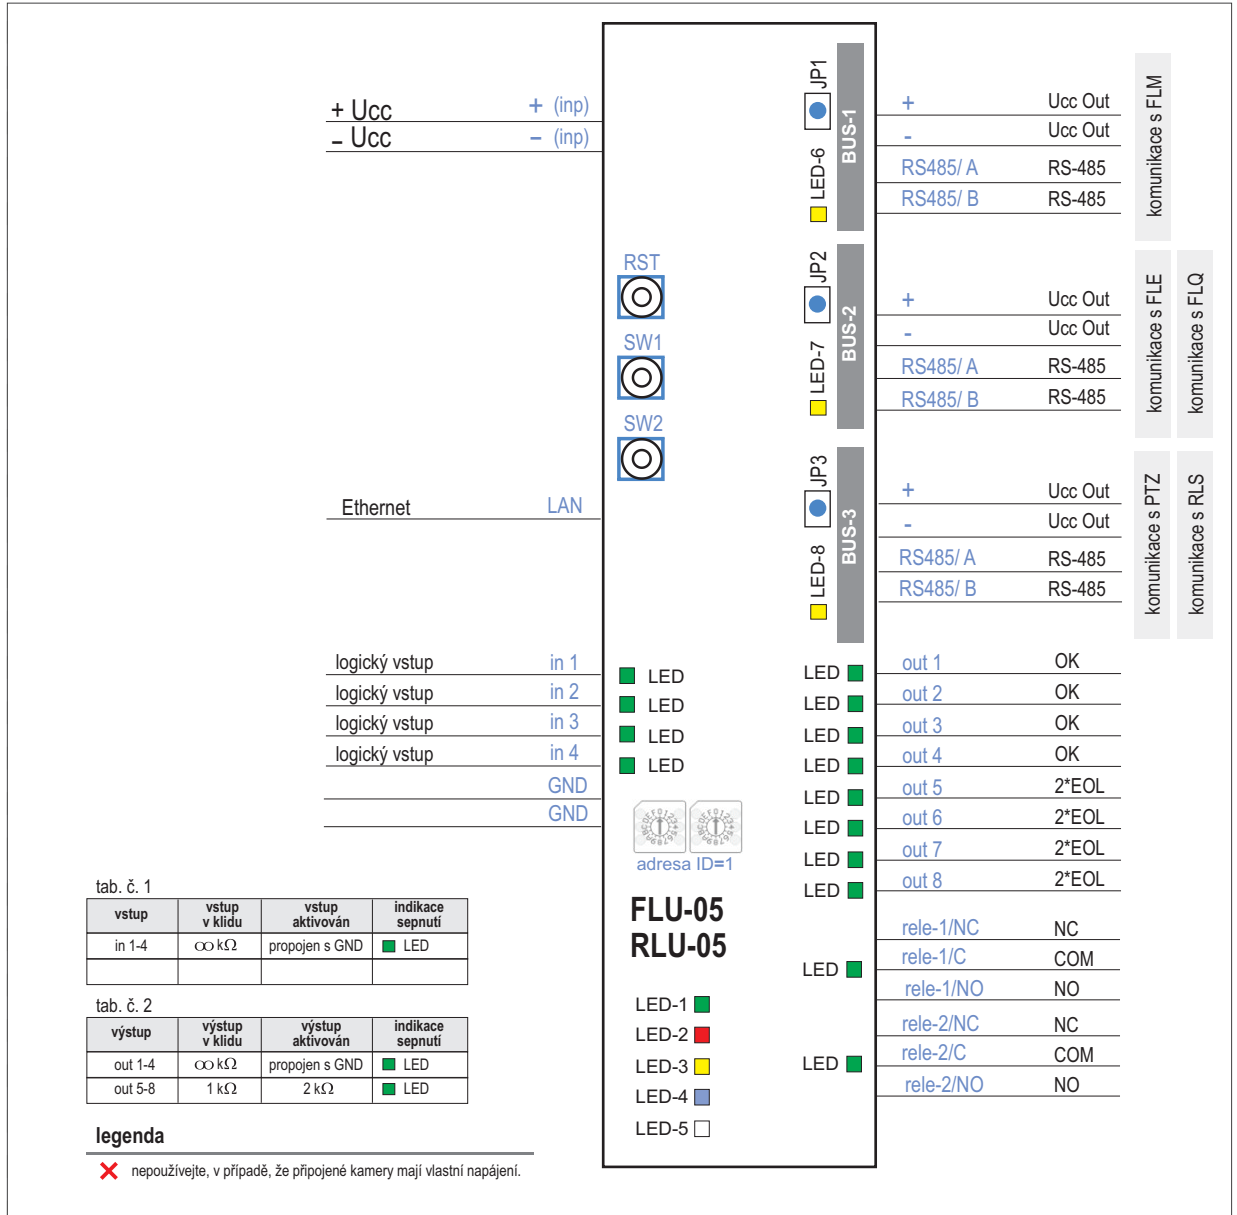 + Ucc + (inp)
– Ucc – (inp)
Ethernet LAN
logický vstup in 1
logický vstup in 2
logický vstup in 3
logický vstup in 4
GND
GND
RST
SW1
SW2
JP1
LED-6
BUS-1
JP2
LED-7
BUS-2
JP3
LED-8
BUS-3
+ Ucc Out
- Ucc Out
RS485/ A RS-485
RS485/ B RS-485
komunikace s FLM
+ Ucc Out
- Ucc Out
RS485/ A RS-485
RS485/ B RS-485
komunikace s FLE
komunikace s FLQ
+ Ucc Out
- Ucc Out
RS485/ A RS-485
RS485/ B RS-485
komunikace s PTZ
komunikace s RLS
LED
LED
LED
LED
LED out 1 OK
LED out 2 OK
LED out 3 OK
LED out 4 OK
LED out 5 2*EOL
LED out 6 2*EOL
LED out 7 2*EOL
LED out 8 2*EOL
rele-1/NC NC
LED rele-1/C COM
rele-1/NO NO
rele-2/NC NC
LED rele-2/C COM
rele-2/NO NO
adresa ID=1
FLU-05
RLU-05
LED-1
LED-2
LED-3
LED-4
LED-5
tab. č. 1
vstup vstup v klidu vstup aktivován indikace sepnutí
in 1-4 ∞ kΩ propojen s GND LED
tab. č. 2
výstup výstup v klidu výstup aktivován indikace sepnutí
out 1-4 ∞ kΩ propojen s GND LED
out 5-8 1 kΩ 2 kΩ LED
legenda
nepoužívejte, v případě, že připojené kamery mají vlastní napájení.